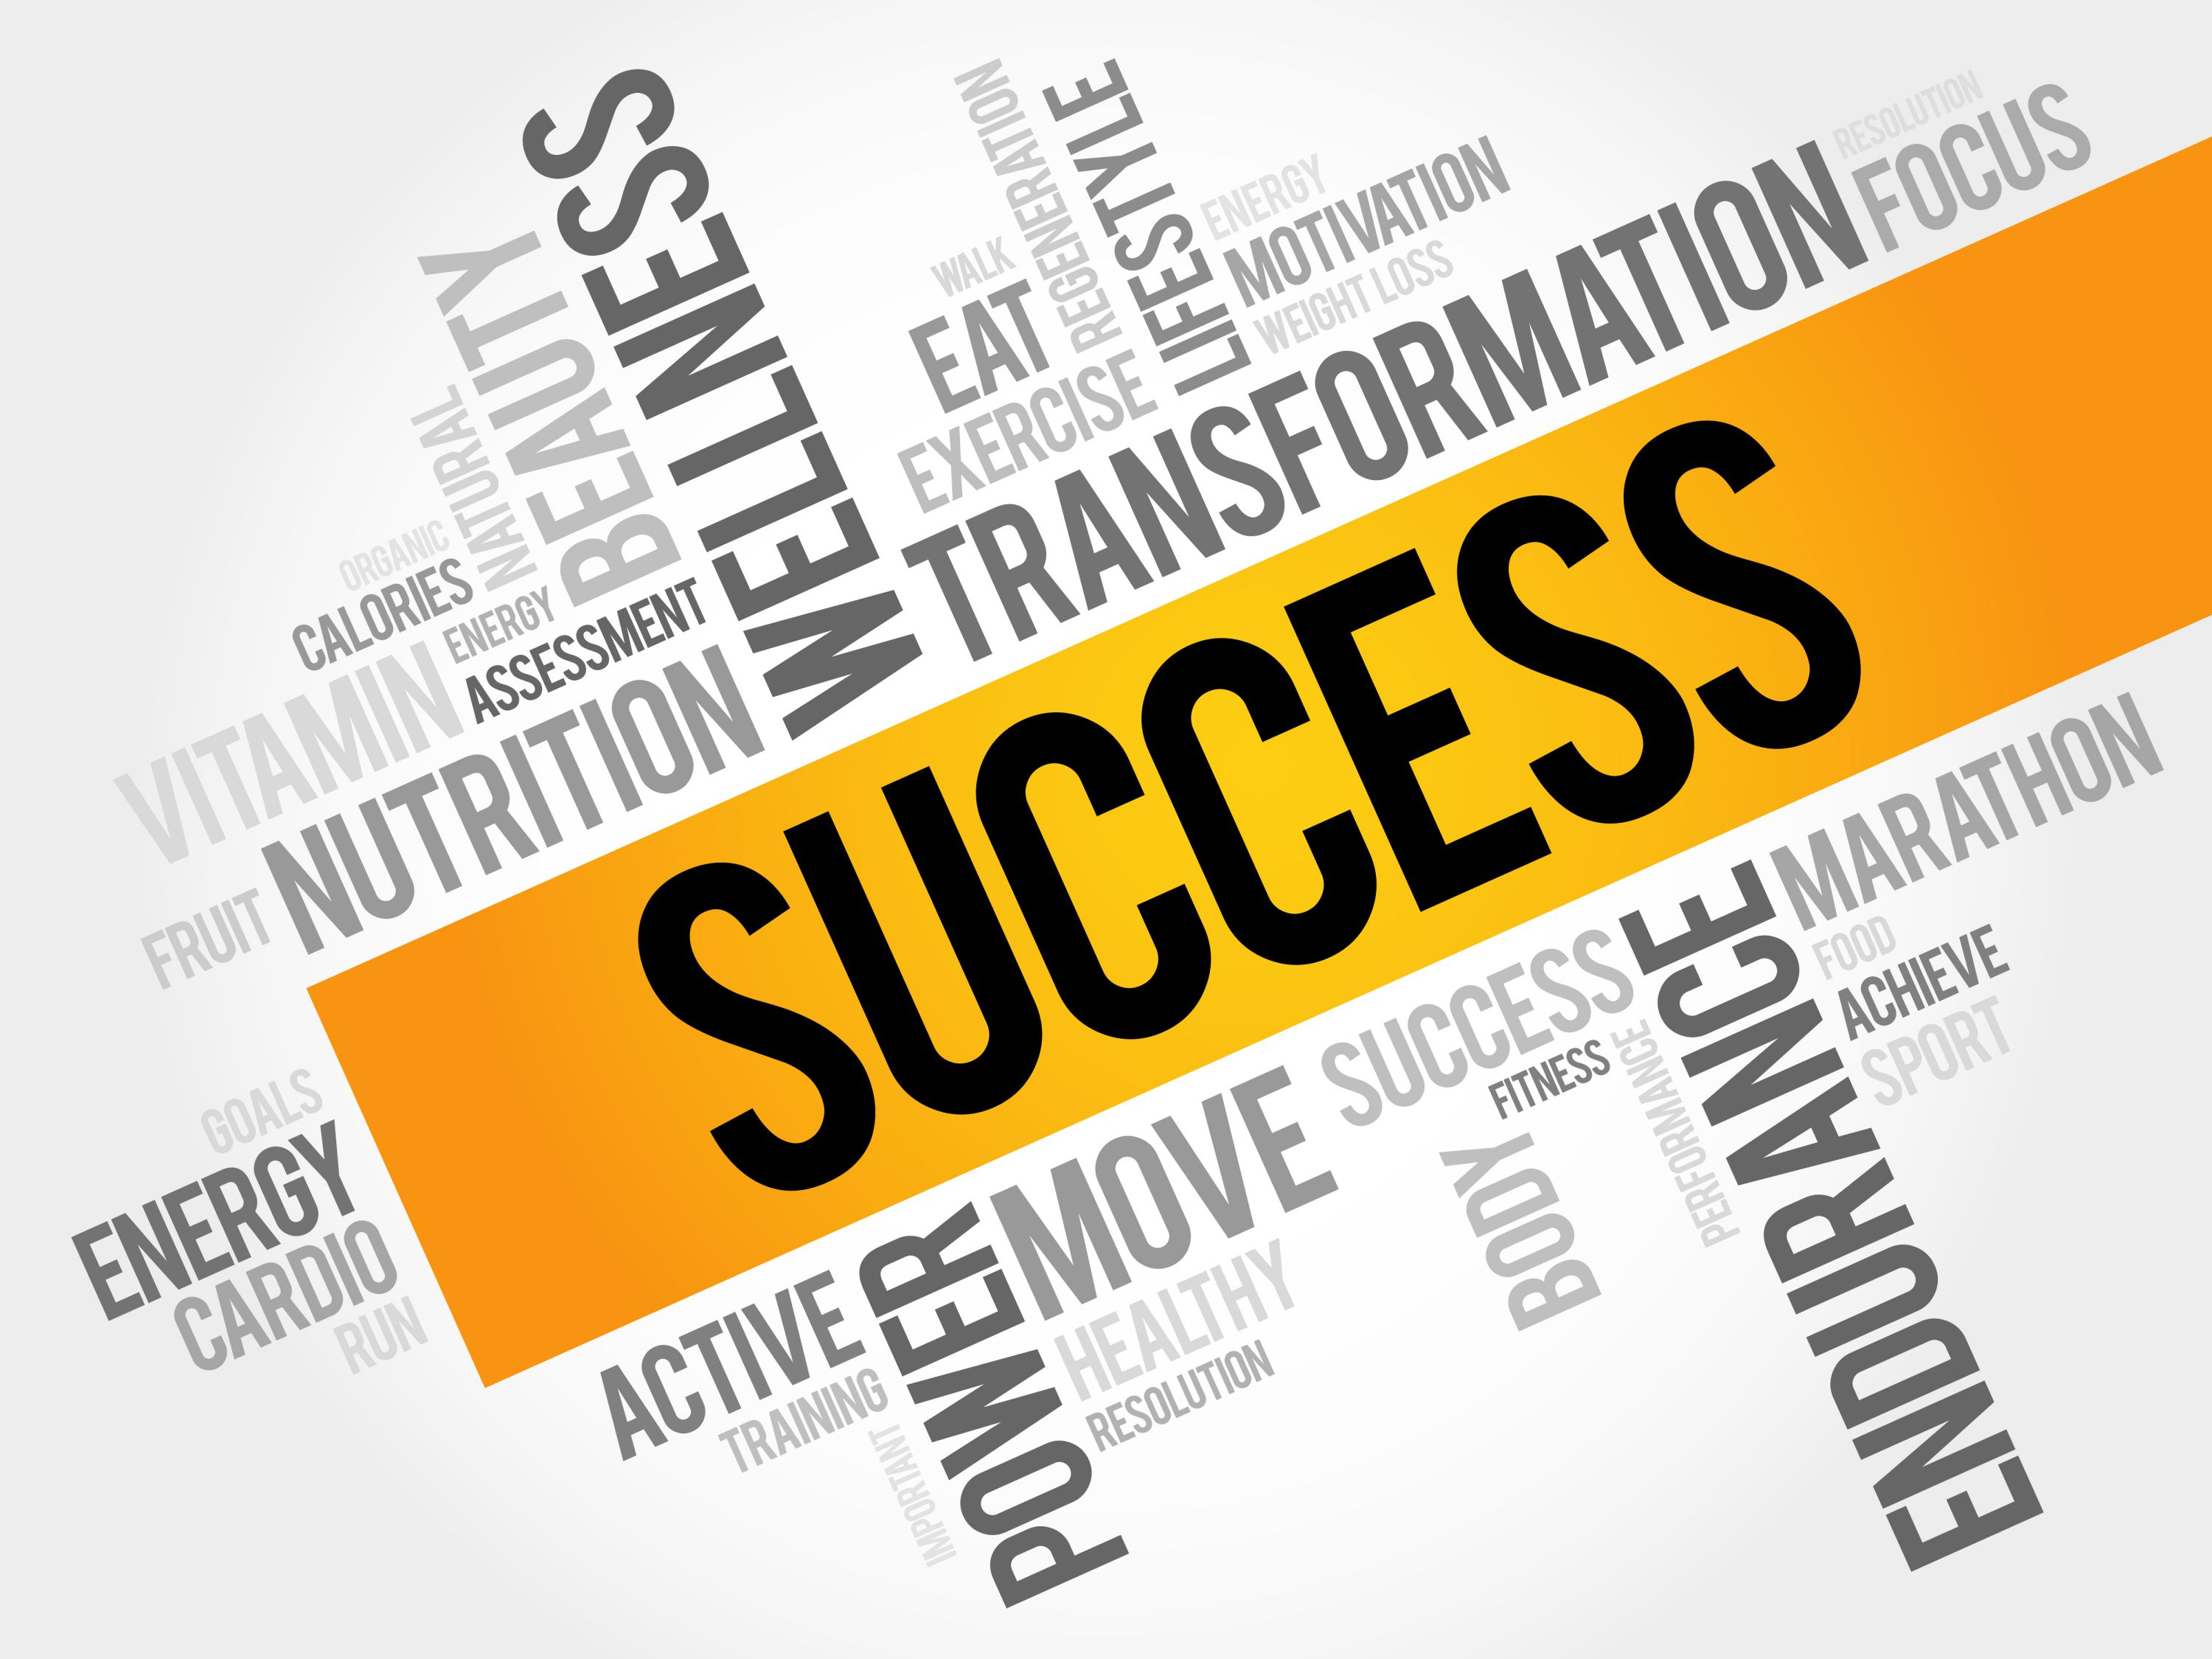 WELLNESS
BEAUTY
NATURAL
ORGANIC
CALORIES
ENERGY
ASSESSMENT
VITAMIN
NUTRITION
FRUIT
REGENERATION
LIFESTYLE
WALK
EAT
EXERCISE
ENERGY
MOTIVATION
WEIGHT LOSS
TRANSFORMATION
RESOLUTION
FOCUS
SUCCESS
GOALS
ENERGY
CARDIO
RUN
ACTIVE
TRAINING
IMPORTANT
POWER
MOVE
HEALTHY
RESOLUTION
SUCCESS
FITNESS
BODY
PERFORMANCE
ENDURANCE
MARATHON
FOOD
ACHIEVE
SPORT